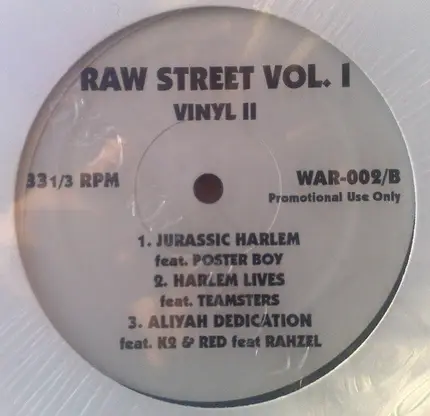 RAW STREET VOL. I
VINYL II
33 1/3 RPM
WAR-002/B
Promotional Use Only
1. JURASSIC HARLEM
feat. POSTER BOY
2. HARLEM LIVES
feat. TEAMSTERS
3. ALIYAH DEDICATION
feat. K2 & RED feat RAHZEL